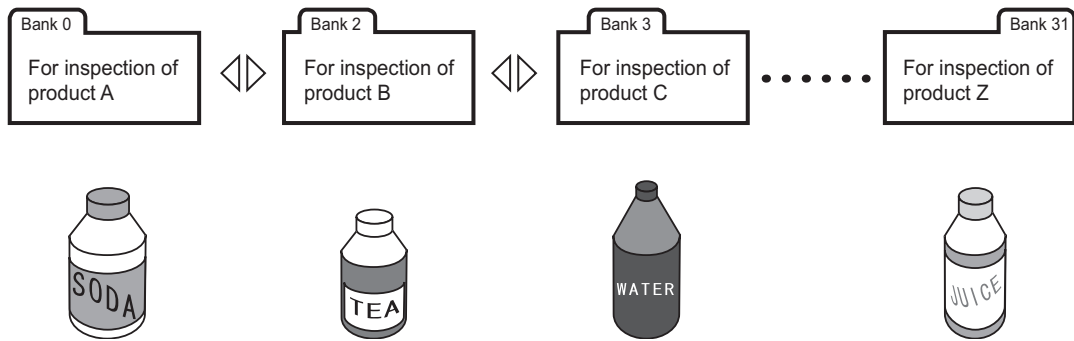 Bank 0
For inspection of
product A
Bank 2
For inspection of
product B
Bank 3
For inspection of
product C
Bank 31
For inspection of
product Z
SODA
TEA
WATER
JUICE